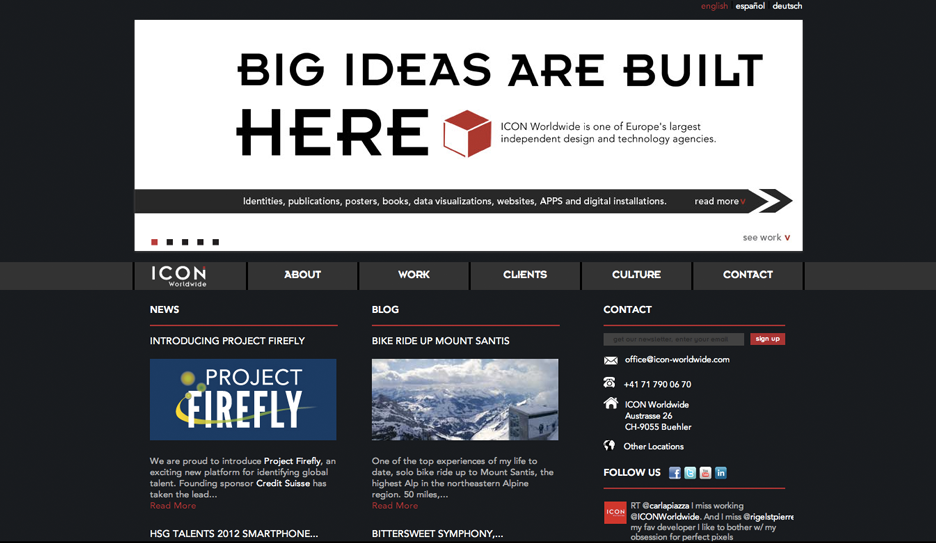 english español deutsch
BIG IDEAS ARE BUILT
HERE
ICON Worldwide is one of Europe's largest
independent design and technology agencies.
Identities, publications, posters, books, data visualizations, websites, APPS and digital installations. read more v
see work v
ICON
Worldwide
ABOUT
WORK
CLIENTS
CULTURE
CONTACT
NEWS
INTRODUCING PROJECT FIREFLY
PROJECT
FIREFLY
We are proud to introduce Project Firefly, an
exciting new platform for identifying global
talent. Founding sponsor Credit Suisse has
taken the lead...
Read More
HSG TALENTS 2012 SMARTPHONE...
BLOG
BIKE RIDE UP MOUNT SANTIS
One of the top experiences of my life to
date, solo bike ride up to Mount Santis, the
highest Alp in the northeastern Alpine
region. 50 miles,...
Read More
BITTERSWEET SYMPHONY,...
CONTACT
get our newsletter, enter your email
sign up
office@icon-worldwide.com
+41 71 790 06 70
ICON Worldwide
Austrasse 26
CH-9055 Buehler
Other Locations
FOLLOW US
ICON
RT @carlapiazza I miss working
@ICONWorldwide. And I miss @rigelstpierre
my fav developer I like to bother w/ my
obsession for perfect pixels